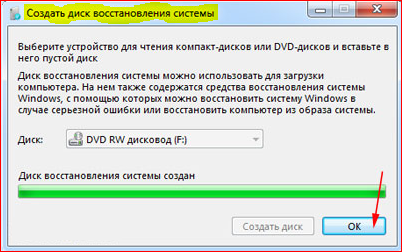 Создать диск восстановления системы
Выберите устройство для чтения компакт-дисков или DVD-дисков и вставьте в
него пустой диск
Диск восстановления системы можно использовать для загрузки
компьютера. На нем также содержатся средства восстановления системы
Windows, с помощью которых можно восстановить систему Windows в
случае серьезной ошибки или восстановить компьютер из образа системы.
Диск: DVD RW дисковод (F:)
Диск восстановления системы создан
Создать диск OK